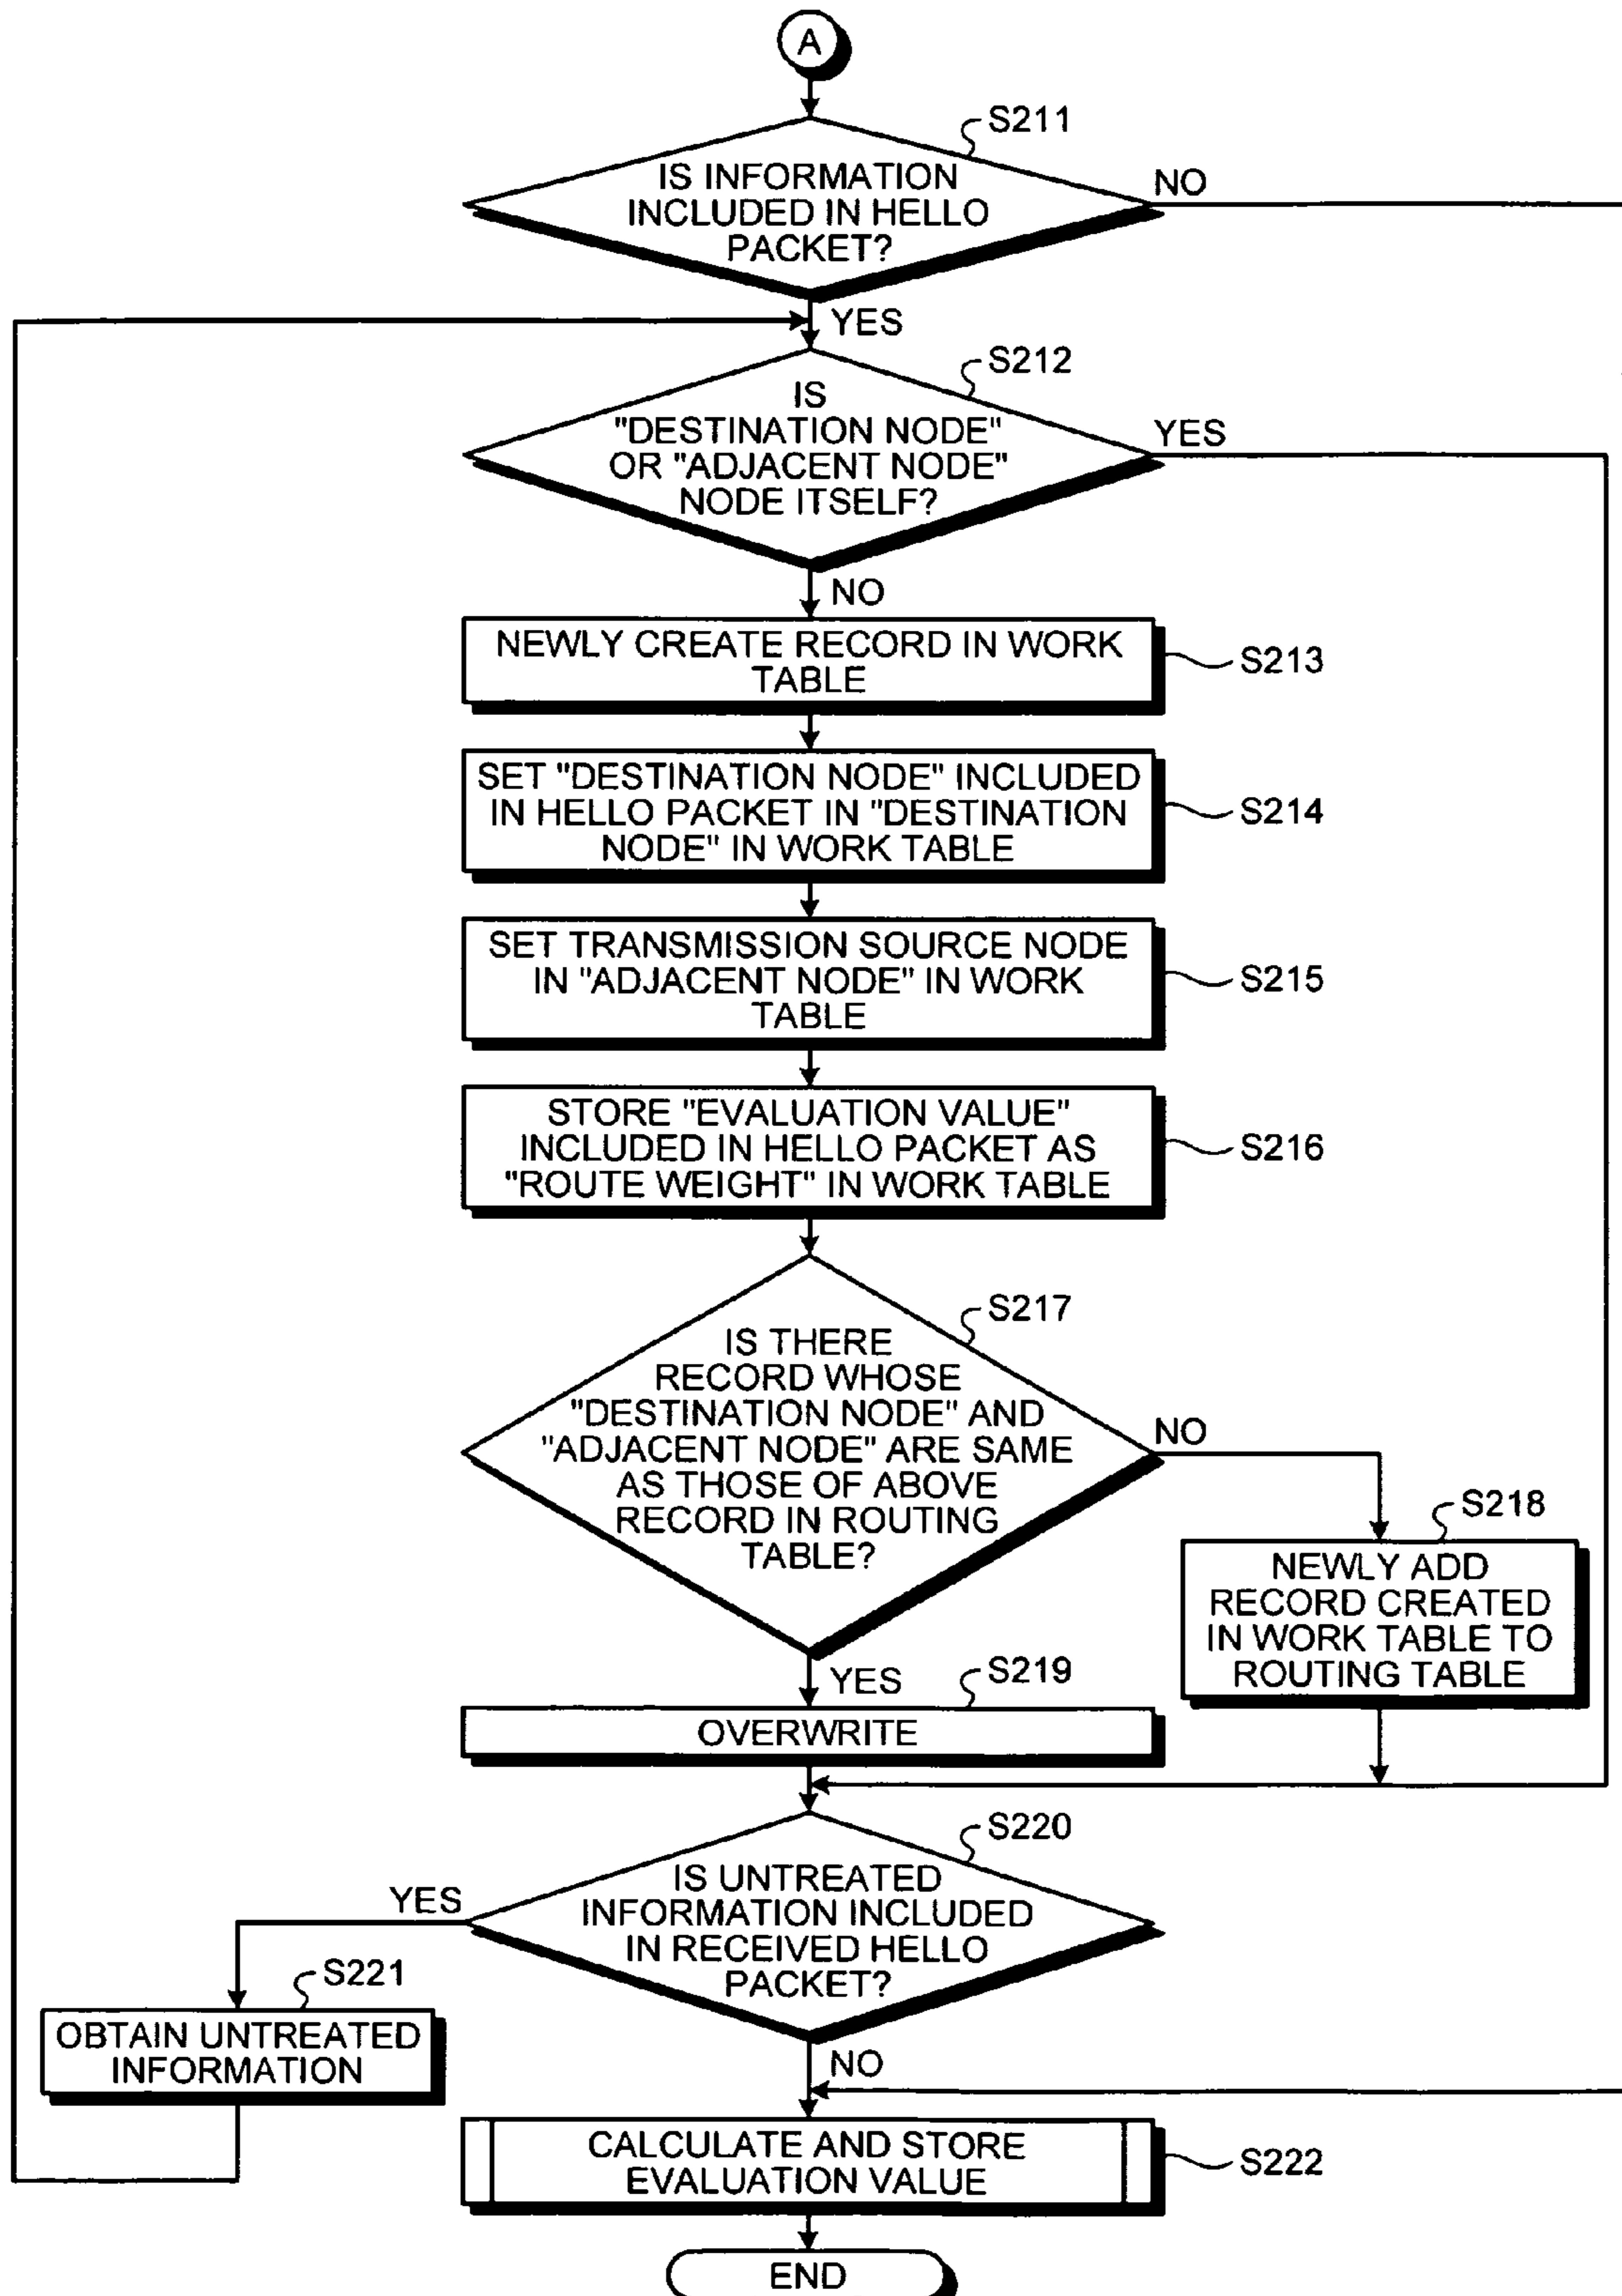 A
S211
IS INFORMATION
INCLUDED IN HELLO
PACKET?
NO
YES
S212
IS
"DESTINATION NODE"
OR "ADJACENT NODE"
NODE ITSELF?
YES
NO
NEWLY CREATE RECORD IN WORK
TABLE
S213
SET "DESTINATION NODE" INCLUDED
IN HELLO PACKET IN "DESTINATION
NODE" IN WORK TABLE
S214
SET TRANSMISSION SOURCE NODE
IN "ADJACENT NODE" IN WORK
TABLE
S215
STORE "EVALUATION VALUE"
INCLUDED IN HELLO PACKET AS
"ROUTE WEIGHT" IN WORK TABLE
S216
S217
IS THERE
RECORD WHOSE
"DESTINATION NODE" AND
"ADJACENT NODE" ARE SAME
AS THOSE OF ABOVE
RECORD IN ROUTING
TABLE?
NO
S218
NEWLY ADD
RECORD CREATED
IN WORK TABLE TO
ROUTING TABLE
YES
S219
OVERWRITE
S220
IS UNTREATED
INFORMATION INCLUDED
IN RECEIVED HELLO
PACKET?
YES
S221
OBTAIN UNTREATED
INFORMATION
NO
CALCULATE AND STORE
EVALUATION VALUE
S222
END